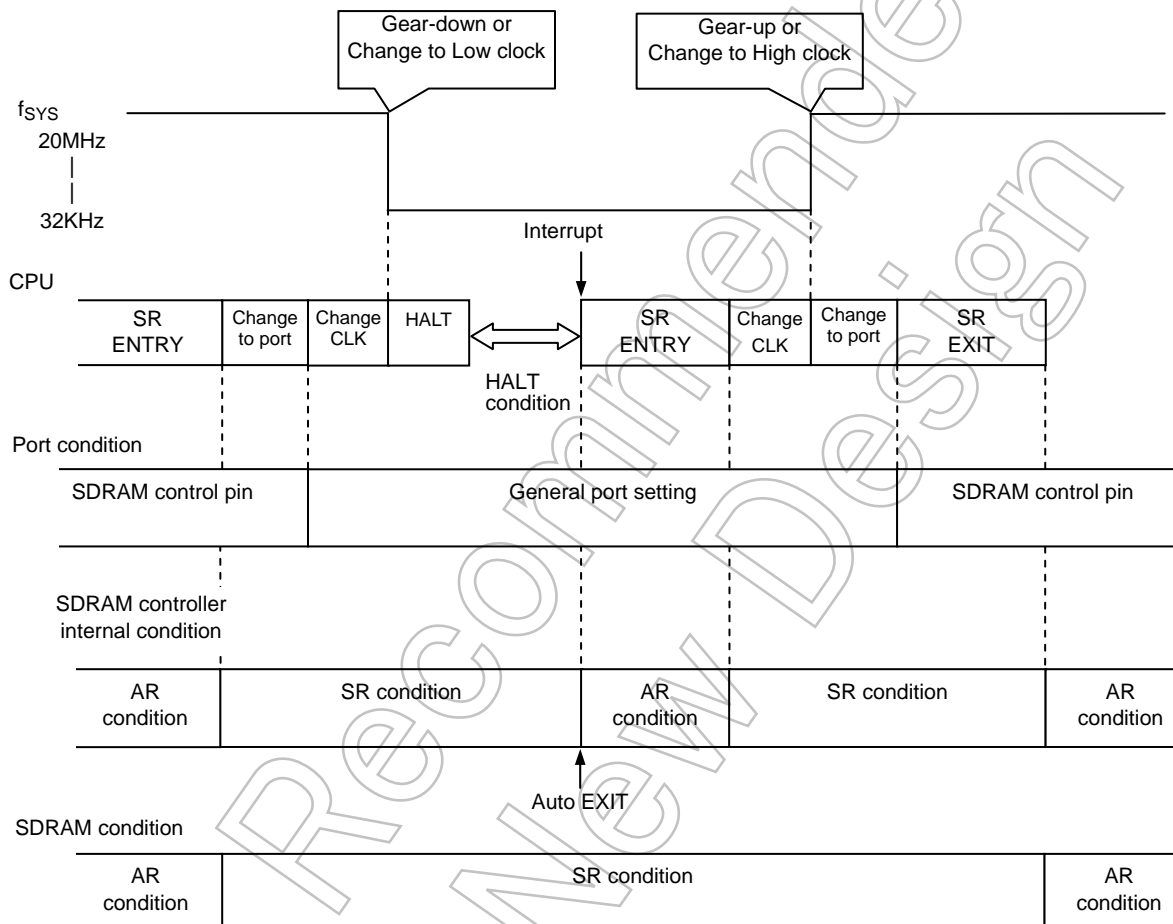 Gear-down or
Change to Low clock
Gear-up or
Change to High clock
fSYS
20MHz
|
|
32KHz
Interrupt
CPU
SR
ENTRY
Change
to port
Change
CLK
HALT
SR
ENTRY
Change
CLK
Change
to port
SR
EXIT
HALT
condition
Port condition
SDRAM control pin
General port setting
SDRAM control pin
SDRAM controller
internal condition
AR
condition
SR condition
AR
condition
SR condition
AR
condition
Auto EXIT
SDRAM condition
AR
condition
SR condition
AR
condition
Recommende
New Design